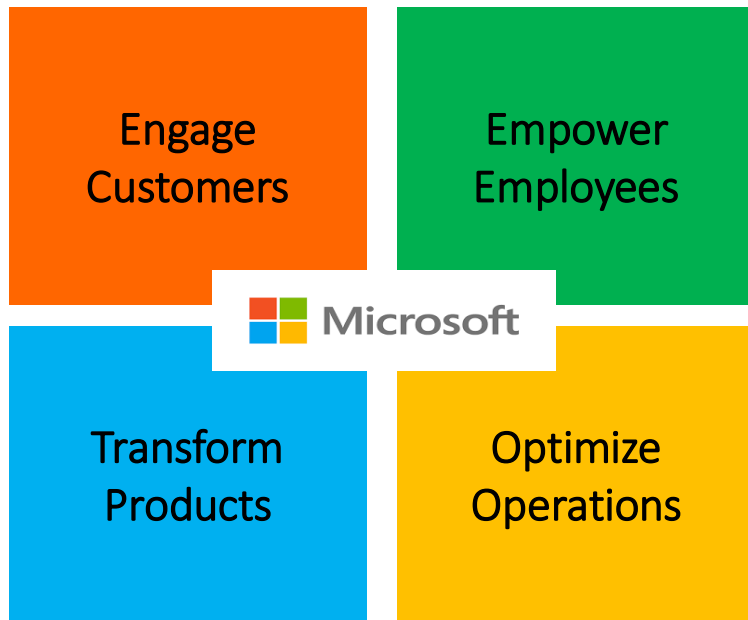 Engage
Customers
Empower
Employees
Microsoft
Transform
Products
Optimize
Operations